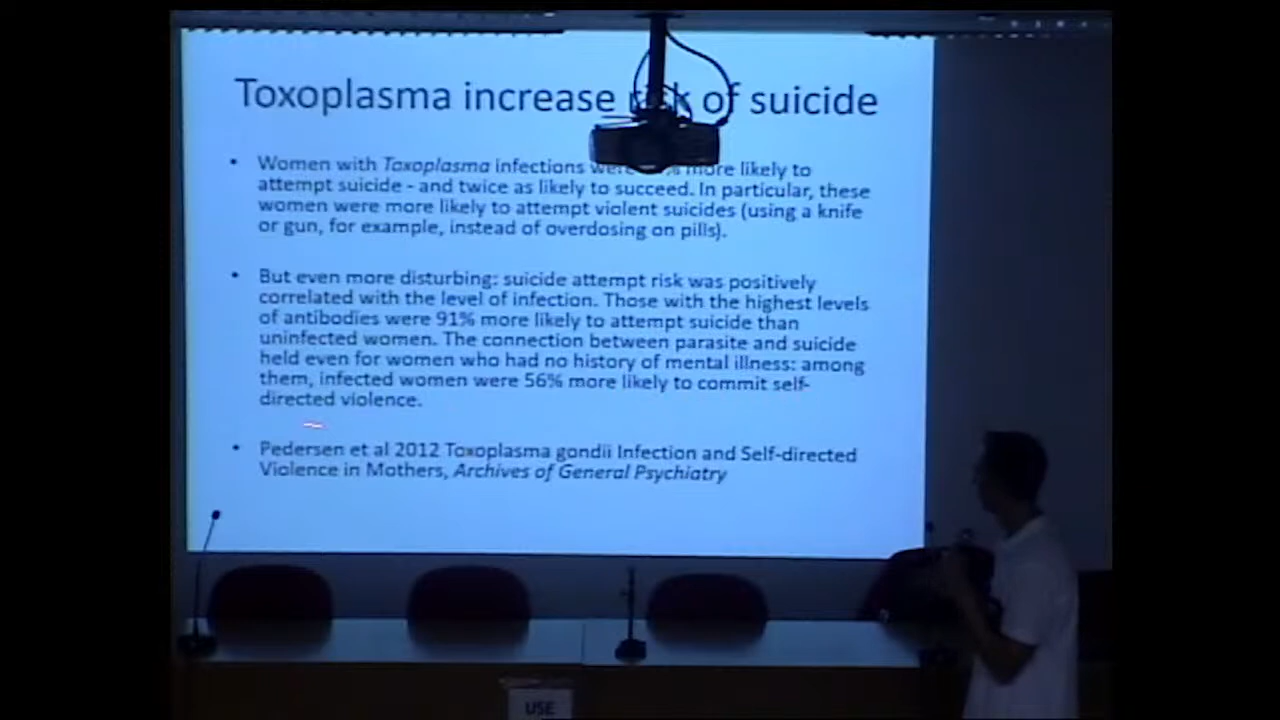 Toxoplasma increase risk of suicide
• Women with Toxoplasma infections were % more likely to
attempt suicide - and twice as likely to succeed. In particular, these
women were more likely to attempt violent suicides (using a knife
or gun, for example, instead of overdosing on pills).
• But even more disturbing: suicide attempt risk was positively
correlated with the level of infection. Those with the highest levels
of antibodies were 91% more likely to attempt suicide than
uninfected women. The connection between parasite and suicide
held even for women who had no history of mental illness: among
them, infected women were 56% more likely to commit self-
directed violence.
• Pedersen et al 2012 Toxoplasma gondii Infection and Self-directed
Violence in Mothers, Archives of General Psychiatry
USE